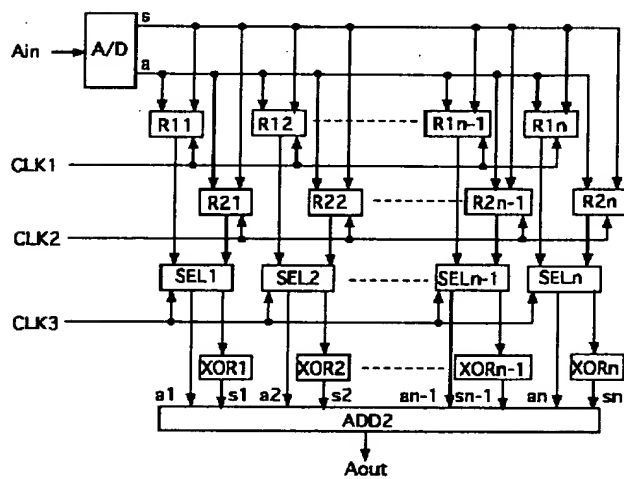 s
Ain
A/D
a
R11
R12
R1n-1
R1n
CLK1
R21
R22
R2n-1
R2n
CLK2
SEL1
SEL2
SELn-1
SELn
CLK3
XOR1
XOR2
XORn-1
XORn
a1
s1
a2
s2
an-1
sn-1
an
sn
ADD2
Aout